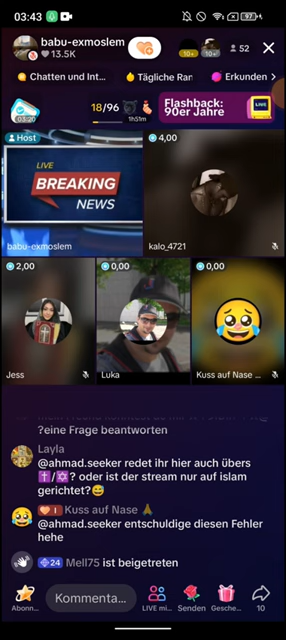 03:43
97
babu-exmoslem
13.5K
10+
10+
52
Chatten und Int...
Tägliche Ran
Erkunden
03:20
18/96
1h51m
Flashback:
90er Jahre
LIVE
Host
4,00
LIVE
BREAKING
NEWS
babu-exmoslem
kalo_4721
2,00
0,00
0,00
Jess
Luka
Kuss auf Nase ...
?eine Frage beantworten
Layla
@ahmad.seeker redet ihr hier auch übers
✝️/✡️? oder ist der stream nur auf islam
gerichtet?😅
I Kuss auf Nase 🙏
@ahmad.seeker entschuldige diesen Fehler
hehe
24 Mell75 ist beigetreten
Abonn...
Kommenta...
LIVE mi...
Senden
Gesche...
10